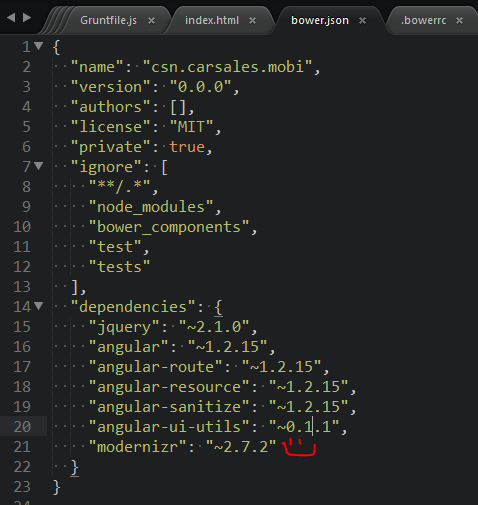 Gruntfile.js × index.html × bower.json × .bowerrc
1 {
2 "name": "csn.carsales.mobi",
3 "version": "0.0.0",
4 "authors": [],
5 "license": "MIT",
6 "private": true,
7 "ignore": [
8 "**/.*",
9 "node_modules",
10 "bower_components",
11 "test",
12 "tests"
13 ],
14 "dependencies": {
15 "jquery": "~2.1.0",
16 "angular": "~1.2.15",
17 "angular-route": "~1.2.15",
18 "angular-resource": "~1.2.15",
19 "angular-sanitize": "~1.2.15",
20 "angular-ui-utils": "~0.1.1",
21 "modernizr": "~2.7.2"
22 }
23 }
24